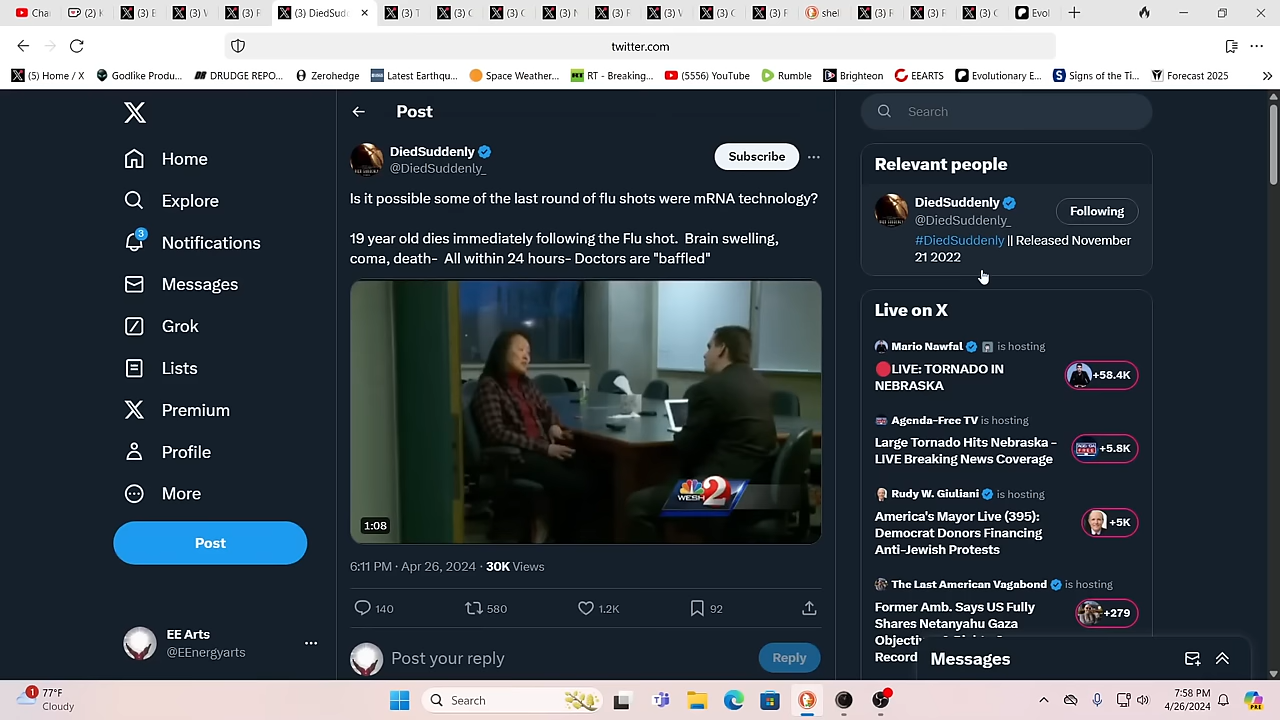 (3) DiedSudd
twitter.com
(5) Home / X
Godlike Produ...
DRUDGE REPO...
Zerohedge
Latest Earthqu...
Space Weather...
RT - Breaking...
(5556) YouTube
Rumble
Brighteon
EEARTS
Evolutionary E...
Signs of the Ti...
Forecast 2025
Home
Explore
3
Notifications
Messages
Grok
Lists
Premium
Profile
More
Post
EE Arts
@EEnergyarts
Post
DiedSuddenly
@DiedSuddenly_
Subscribe
Is it possible some of the last round of flu shots were mRNA technology?
19 year old dies immediately following the Flu shot. Brain swelling,
coma, death- All within 24 hours- Doctors are "baffled"
NBC
WESH 2
1:08
6:11 PM · Apr 26, 2024 · 30K Views
140
580
1.2K
92
Post your reply
Reply
Search
Relevant people
DiedSuddenly
@DiedSuddenly_
Following
#DiedSuddenly || Released November
21 2022
Live on X
Mario Nawfal is hosting
LIVE: TORNADO IN
NEBRASKA
+58.4K
Agenda-Free TV is hosting
Large Tornado Hits Nebraska -
LIVE Breaking News Coverage
+5.8K
Rudy W. Giuliani is hosting
America's Mayor Live (395):
Democrat Donors Financing
Anti-Jewish Protests
+5K
The Last American Vagabond is hosting
Former Amb. Says US Fully
Shares Netanyahu Gaza
+279
Record
Messages
1
77°F
Cloudy
Search
7:58 PM
4/26/2024